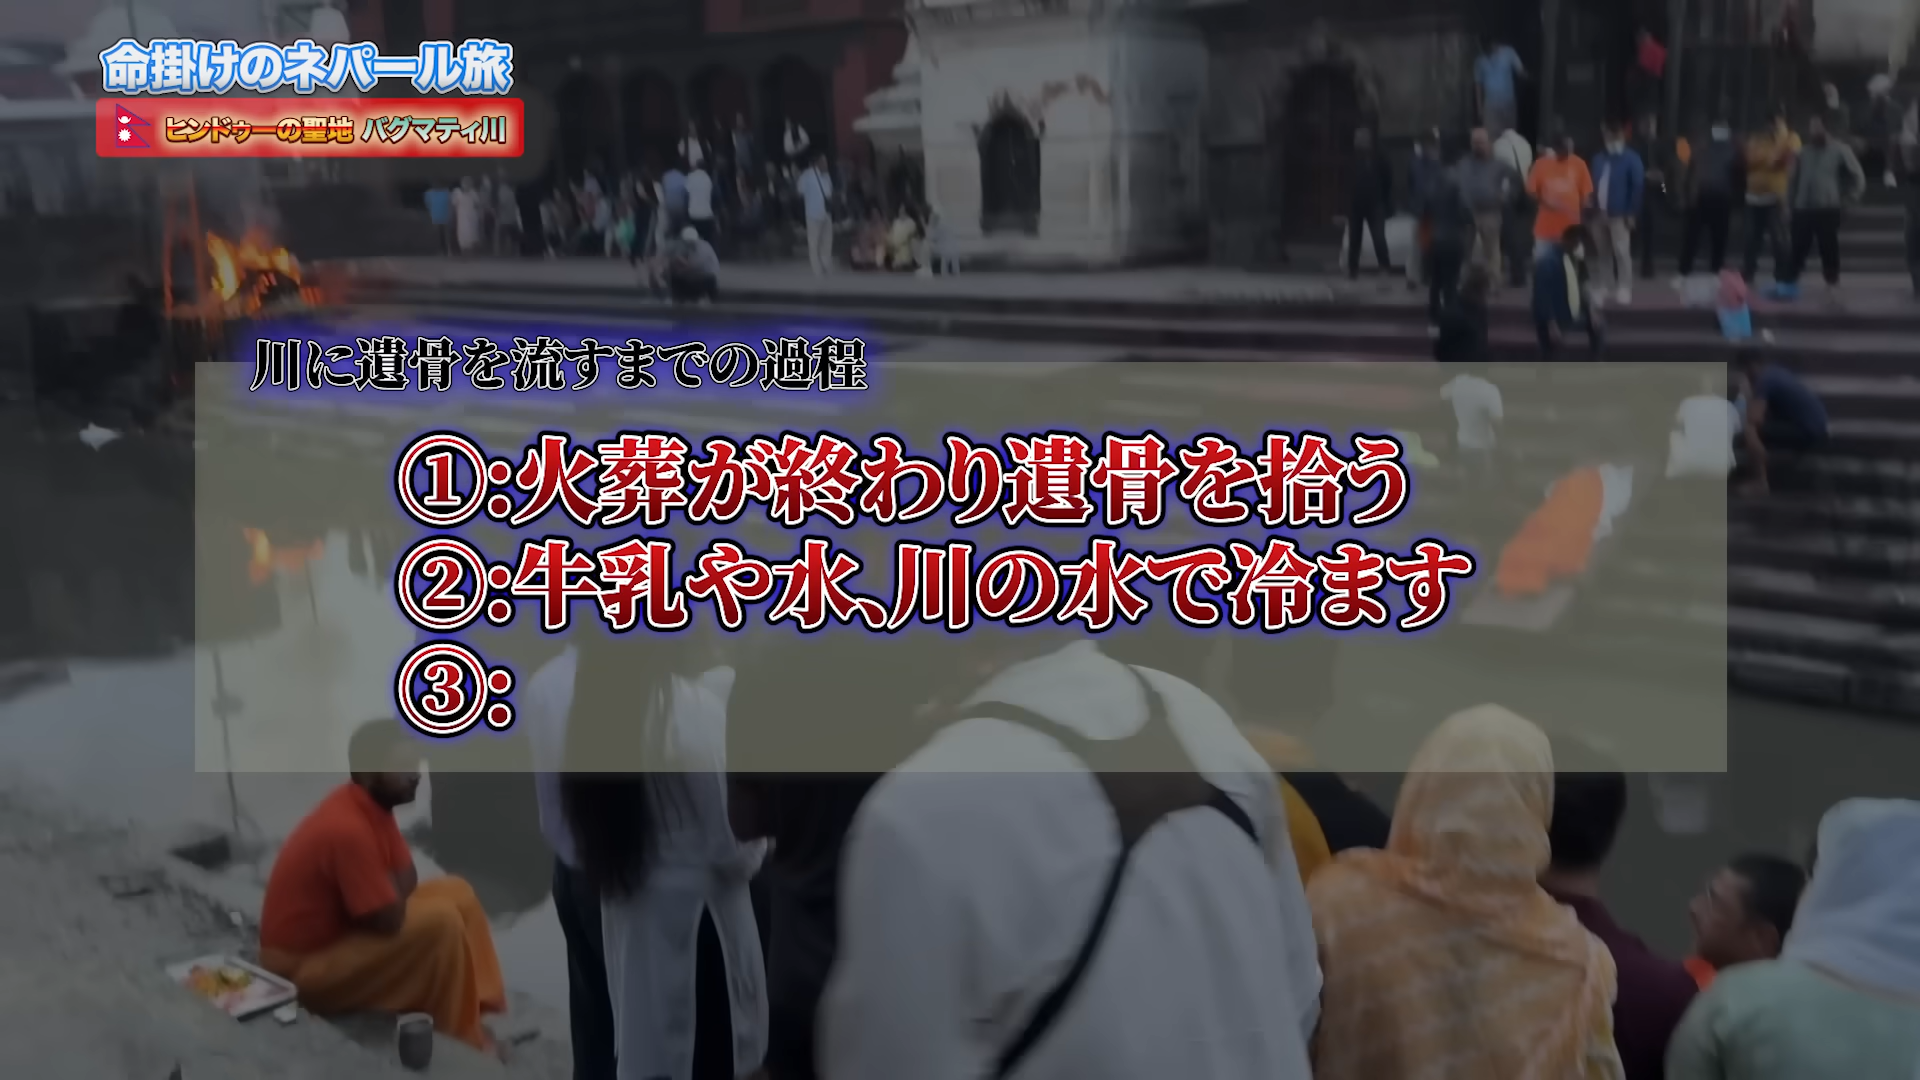 命掛けのネパール旅
ヒンドゥーの聖地 バグマティ川
川に遺骨を流すまでの過程
①:火葬が終わり遺骨を拾う
②:牛乳や水、川の水で冷ます
③: